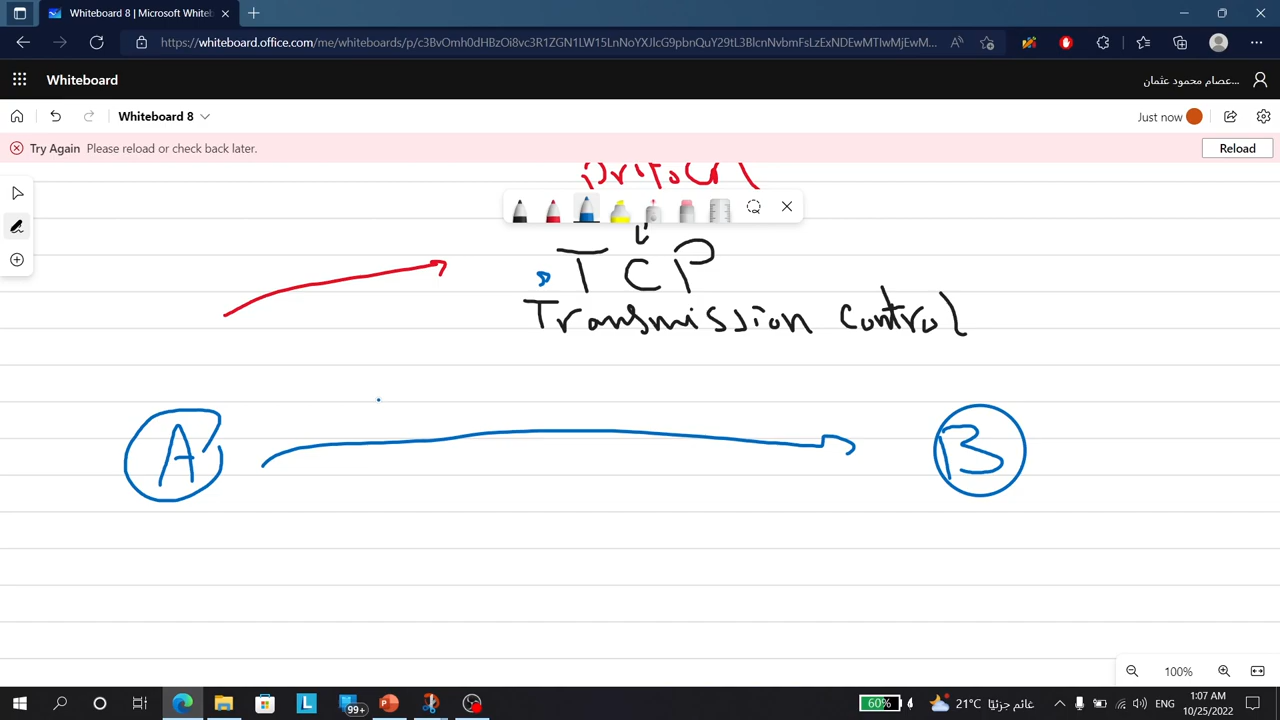 Whiteboard 8 | Microsoft Whiteb
https://whiteboard.office.com/me/whiteboards/p/c3BvOmh0dHBzOi8vc3R1ZGN1LW15LnNoYXJlcG9pbnQuY29tL3BlcnNvbmFsLzExNDEwMTIwMjEwM...
Whiteboard
عصام محمود عثمان...
Whiteboard 8
Just now
Try Again Please reload or check back later.
Reload
TCP
Transmission Control
A
B
100%
99+
60%
21°C غائم جزئيًا
ENG
1:07 AM
10/25/2022